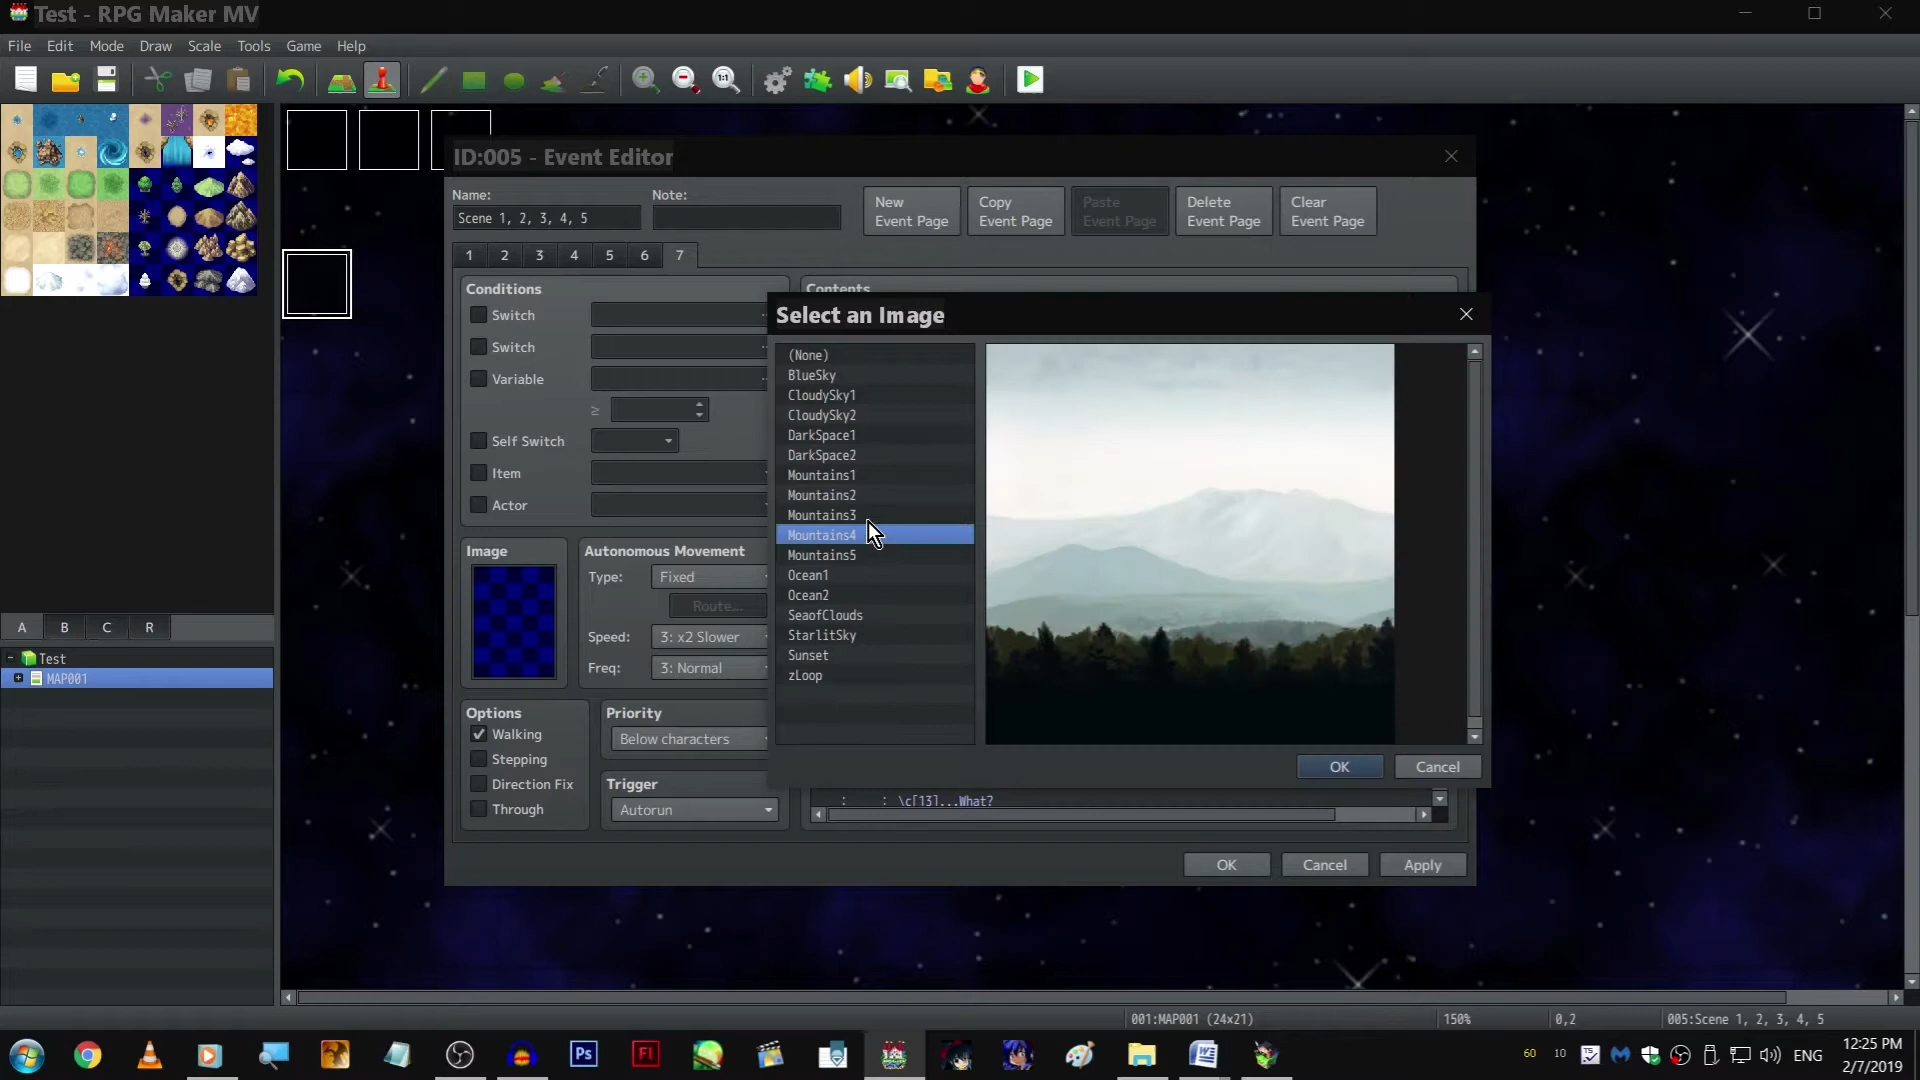 Test - RPG Maker MV
File Edit Mode Draw Scale Tools Game Help
1:1
ID:005 - Event Editor
Name: Note:
Scene 1, 2, 3, 4, 5
New Event Page
Copy Event Page
Paste Event Page
Delete Event Page
Clear Event Page
1 2 3 4 5 6 7
Conditions
Switch
Switch
Variable
≥
Self Switch
Item
Actor
Contents
Select an Image
(None)
BlueSky
CloudySky1
CloudySky2
DarkSpace1
DarkSpace2
Mountains1
Mountains2
Mountains3
Mountains4
Mountains5
Ocean1
Ocean2
SeaofClouds
StarlitSky
Sunset
zLoop
OK Cancel
Image
Autonomous Movement
Type: Fixed
Route...
Speed: 3: x2 Slower
Freq: 3: Normal
Options
Walking
Stepping
Direction Fix
Through
Priority
Below characters
Trigger
Autorun
: : \c[13]...What?
OK Cancel Apply
A B C R
Test
MAP001
001:MAP001 (24x21) 150% 0,2 005:Scene 1, 2, 3, 4, 5
Ps Fl
60 10 ENG
12:25 PM
2/7/2019